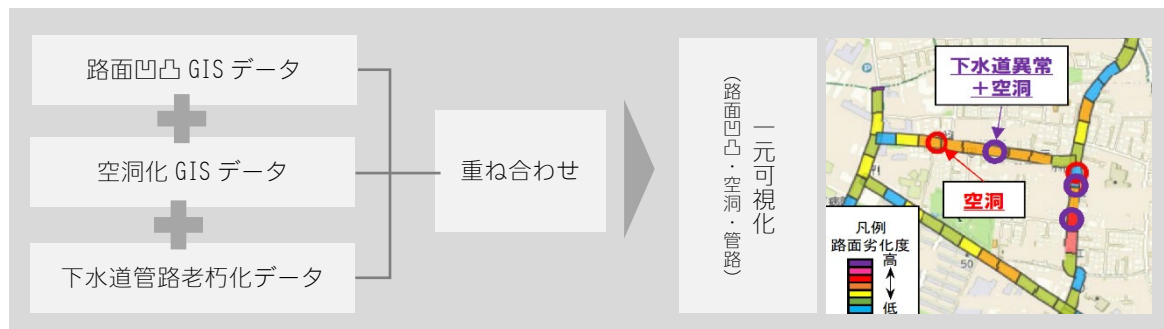 路面凹凸 GIS データ
空洞化 GIS データ
下水道管路老朽化データ
重ね合わせ
一元可視化
（路面凹凸・空洞・管路）
下水道異常
＋空洞
空洞
凡例
路面劣化度
高
低
50